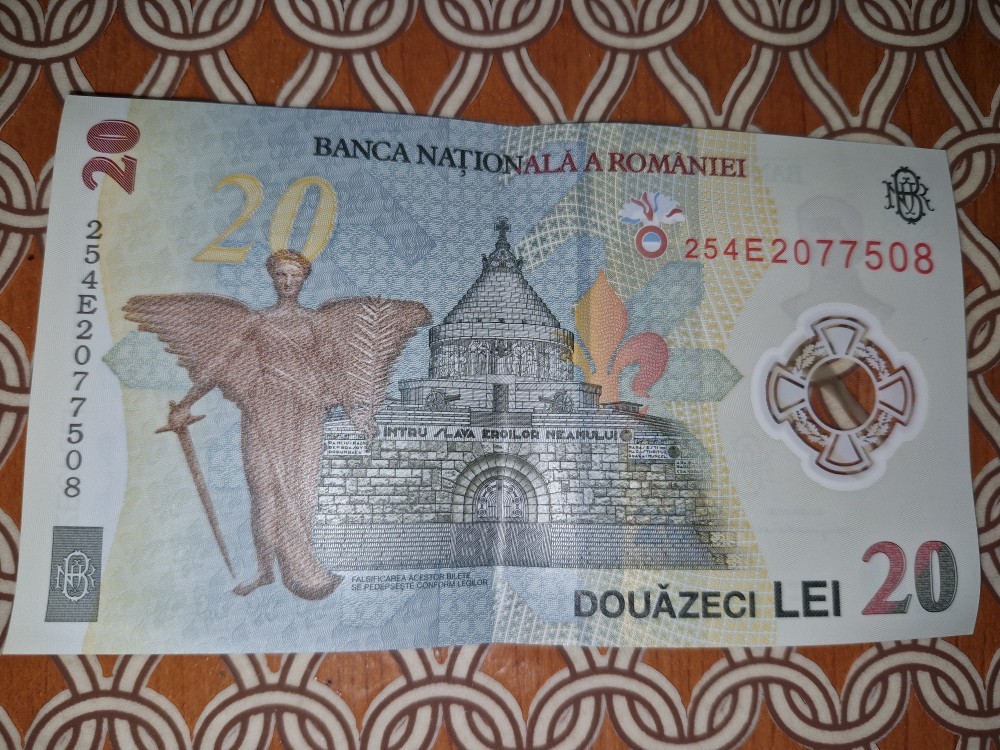 20
BANCA NAȚIONALĂ A ROMÂNIEI
20
254E2077508
254E2077508
ÎNTRU SLAVA EROILOR NEAMULUI
FALSIFICAREA ACESTOR BILETE
SE PEDEPSEȘTE CONFORM LEGILOR
DOUĂZECI LEI 20